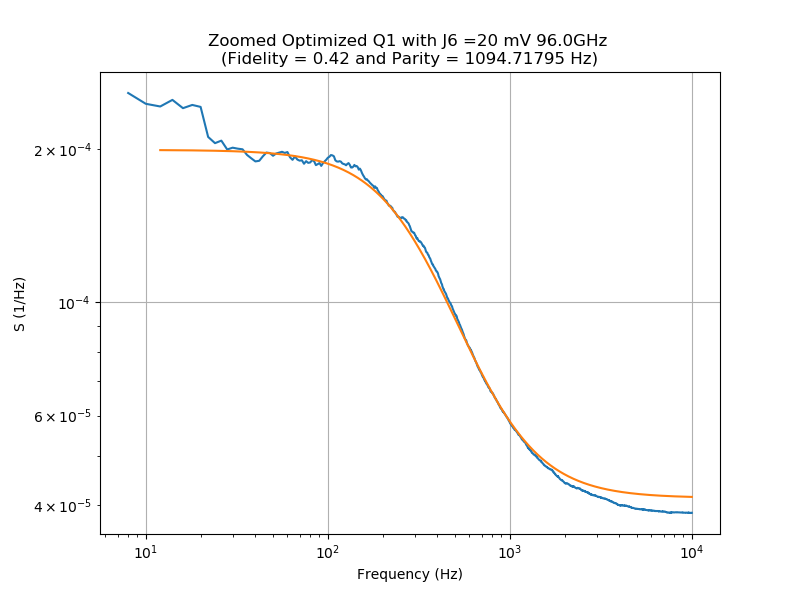 Zoomed Optimized Q1 with J6 =20 mV 96.0GHz
(Fidelity = 0.42 and Parity = 1094.71795 Hz)
S (1/Hz)
2 × 10⁻⁴
10⁻⁴
6 × 10⁻⁵
4 × 10⁻⁵
10¹ 10² 10³ 10⁴
Frequency (Hz)